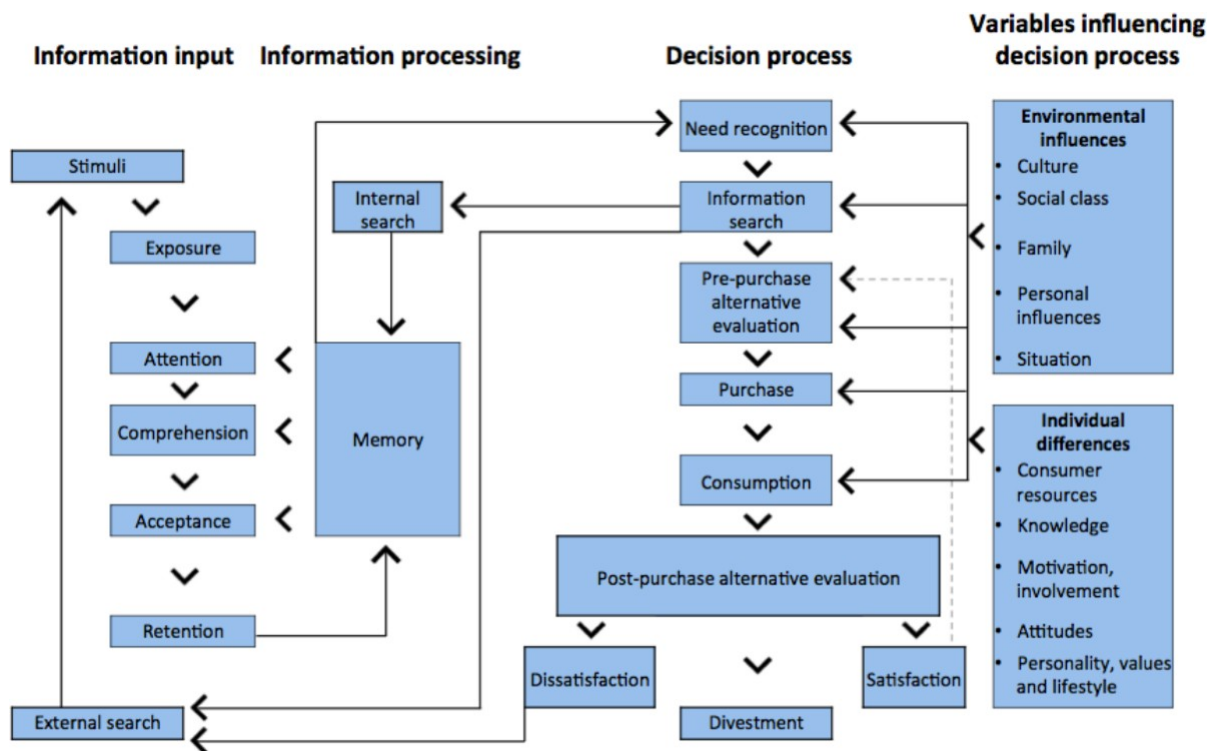 Variables influencing
decision process
Information input
Information processing
Decision process
Stimuli
Exposure
Attention
Comprehension
Acceptance
Retention
External search
Internal
search
Memory
Need recognition
Information
search
Pre-purchase
alternative
evaluation
Purchase
Consumption
Post-purchase alternative evaluation
Dissatisfaction
Satisfaction
Divestment
Environmental
influences
• Culture
• Social class
• Family
• Personal
influences
• Situation
Individual
differences
• Consumer
resources
• Knowledge
• Motivation,
involvement
• Attitudes
• Personality, values
and lifestyle